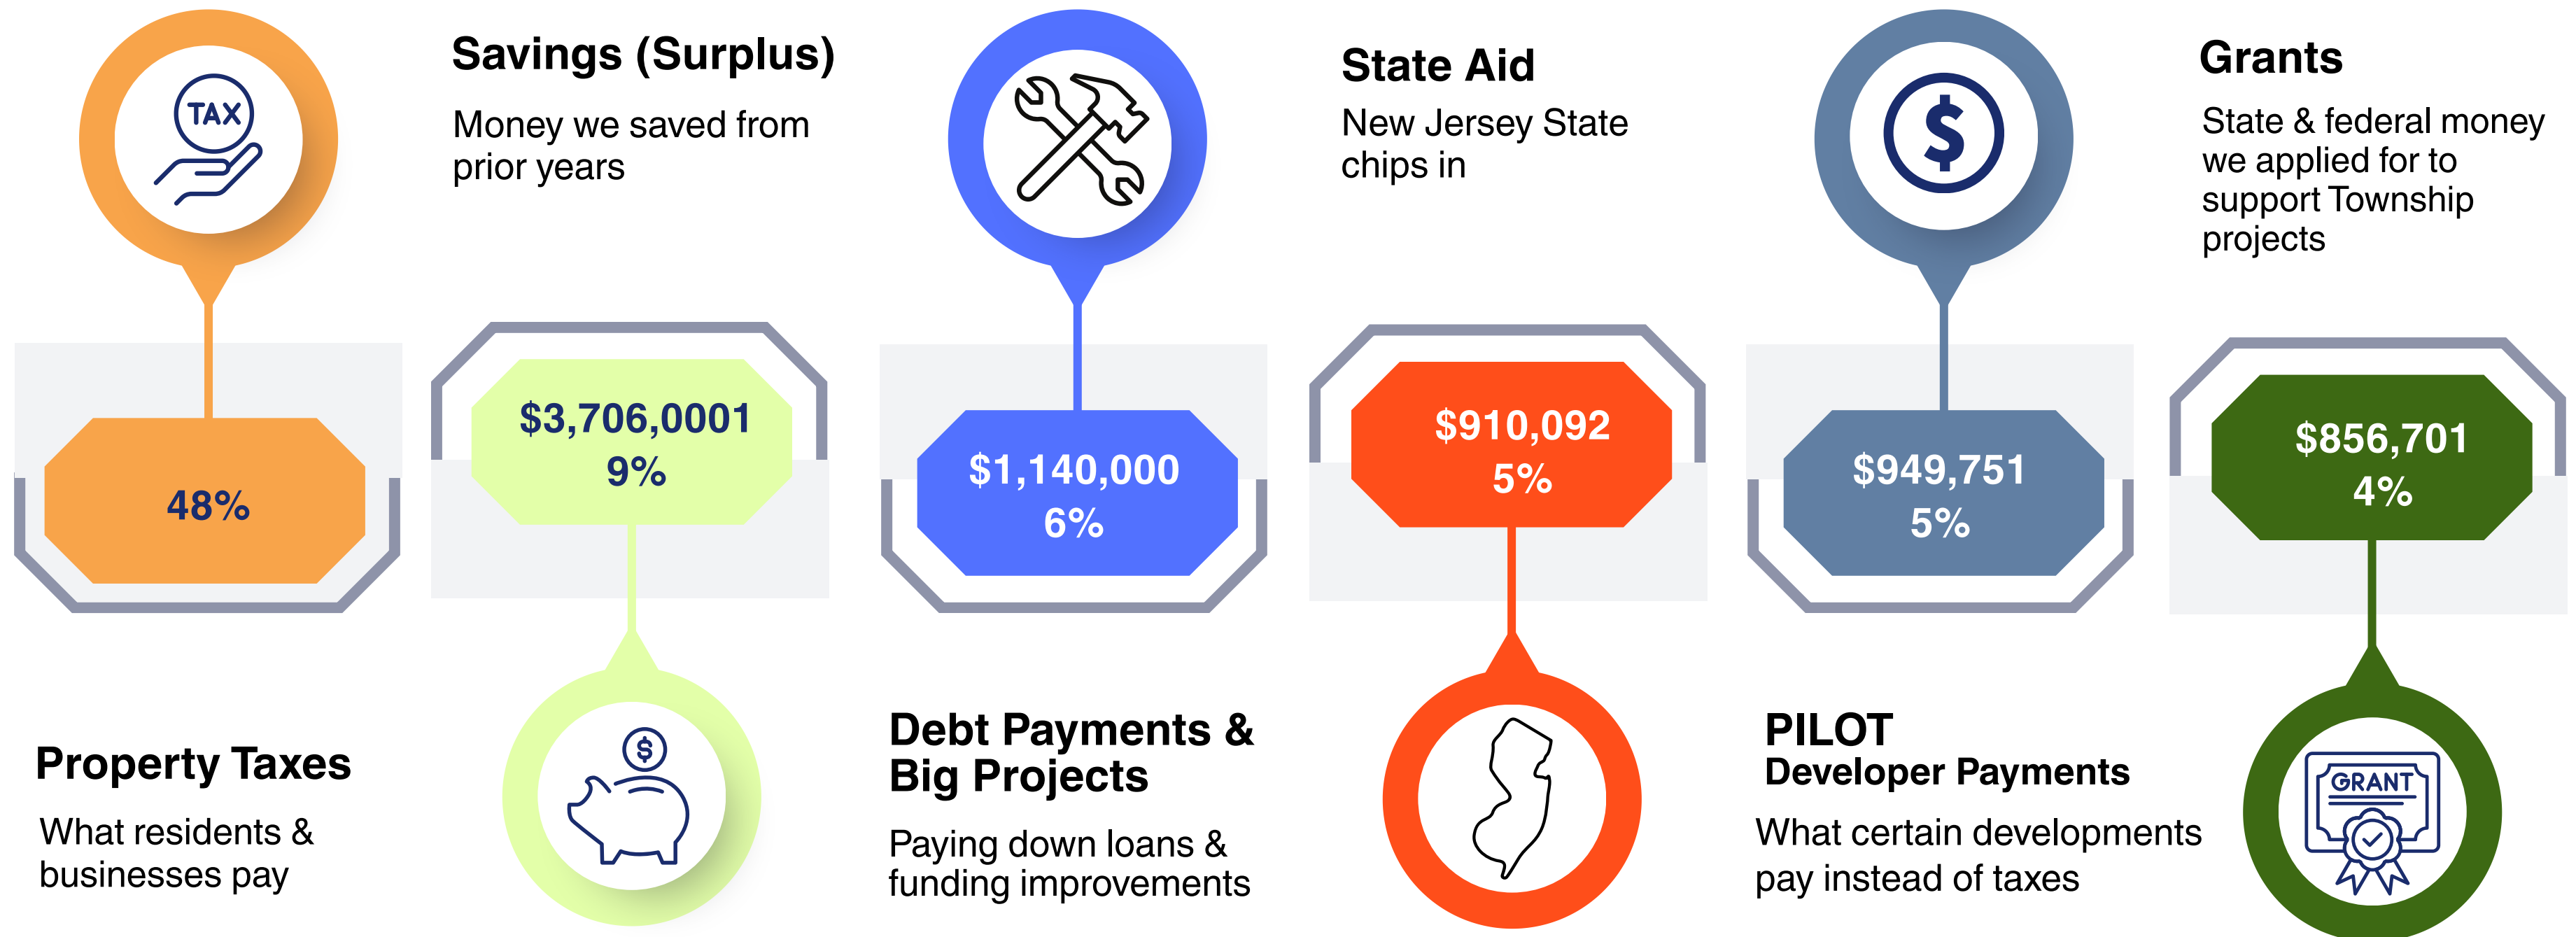 TAX
48%
Property Taxes
What residents &
businesses pay
Savings (Surplus)
Money we saved from
prior years
$3,706,0001
9%
$
Debt Payments &
Big Projects
Paying down loans &
funding improvements
$1,140,000
6%
State Aid
New Jersey State
chips in
$910,092
5%
$
$949,751
5%
PILOT
Developer Payments
What certain developments
pay instead of taxes
Grants
State & federal money
we applied for to
support Township
projects
$856,701
4%
GRANT